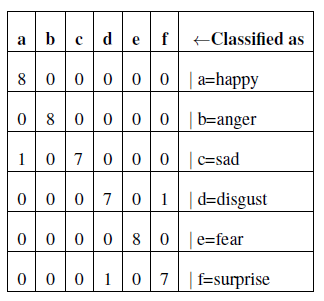 a b c d e f ←Classified as
8 0 0 0 0 0 | a=happy
0 8 0 0 0 0 | b=anger
1 0 7 0 0 0 | c=sad
0 0 0 7 0 1 | d=disgust
0 0 0 0 8 0 | e=fear
0 0 0 1 0 7 | f=surprise